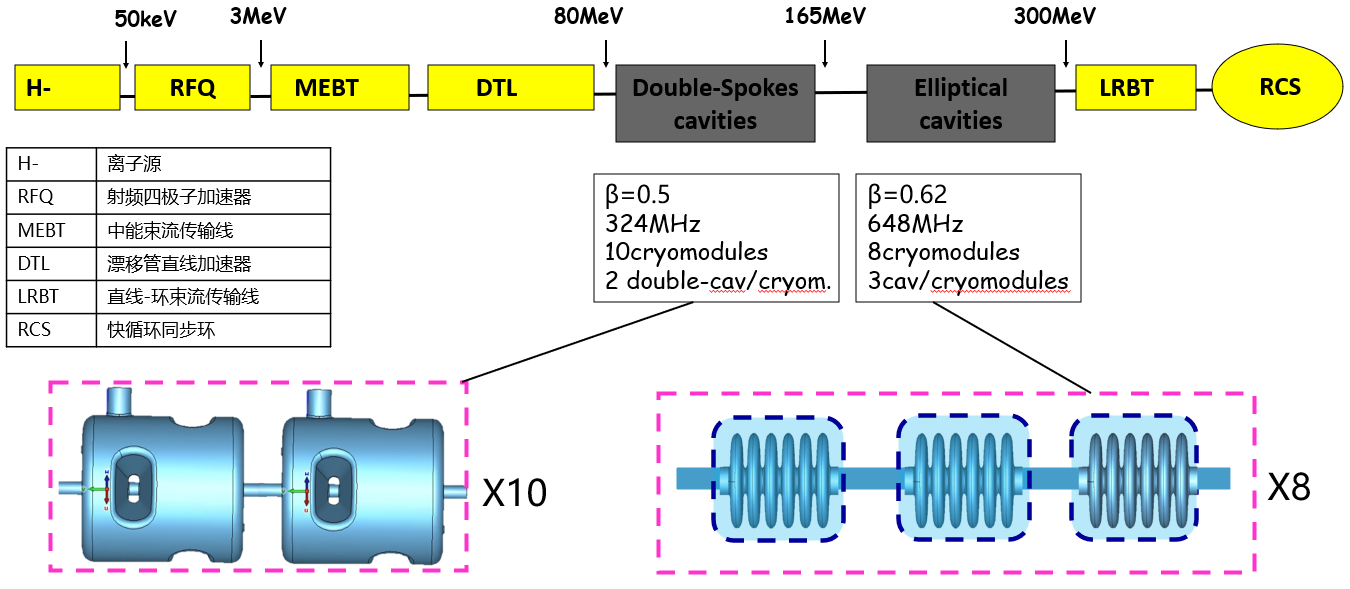 50keV
3MeV
80MeV
165MeV
300MeV
H-
RFQ
MEBT
DTL
Double-Spokes
cavities
Elliptical
cavities
LRBT
RCS
H- 离子源
RFQ 射频四极子加速器
MEBT 中能束流传输线
DTL 漂移管直线加速器
LRBT 直线-环束流传输线
RCS 快循环同步环
β=0.5
324MHz
10cryomodules
2 double-cav/cryom.
β=0.62
648MHz
8cryomodules
3cav/cryomodules
X10
X8